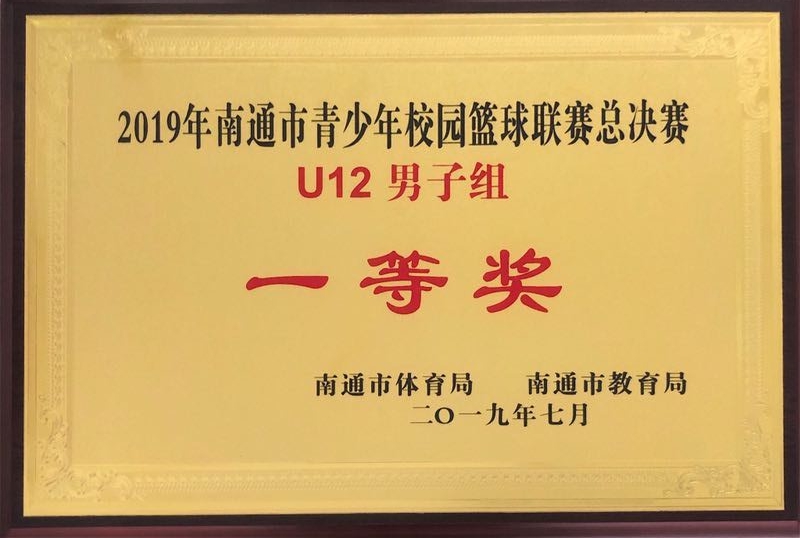 2019年南通市青少年校园篮球联赛总决赛
U12 男子组
一等奖
南通市体育局 南通市教育局
二〇一九年七月